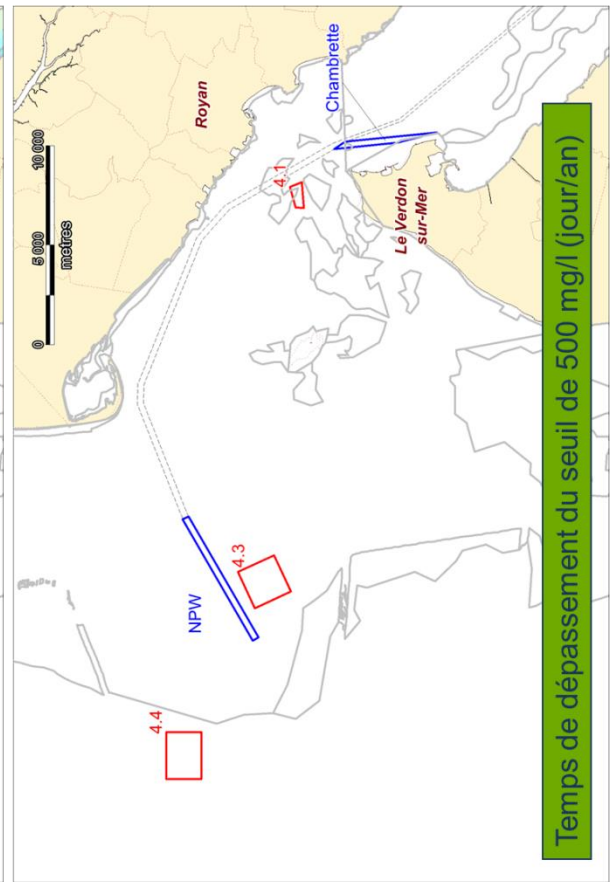 0 5 000 10 000
metres
Royan
Chambrette
4.1
Le Verdon
sur-Mer
NPW
4.3
4.4
Temps de dépassement du seuil de 500 mg/l (jour/an)